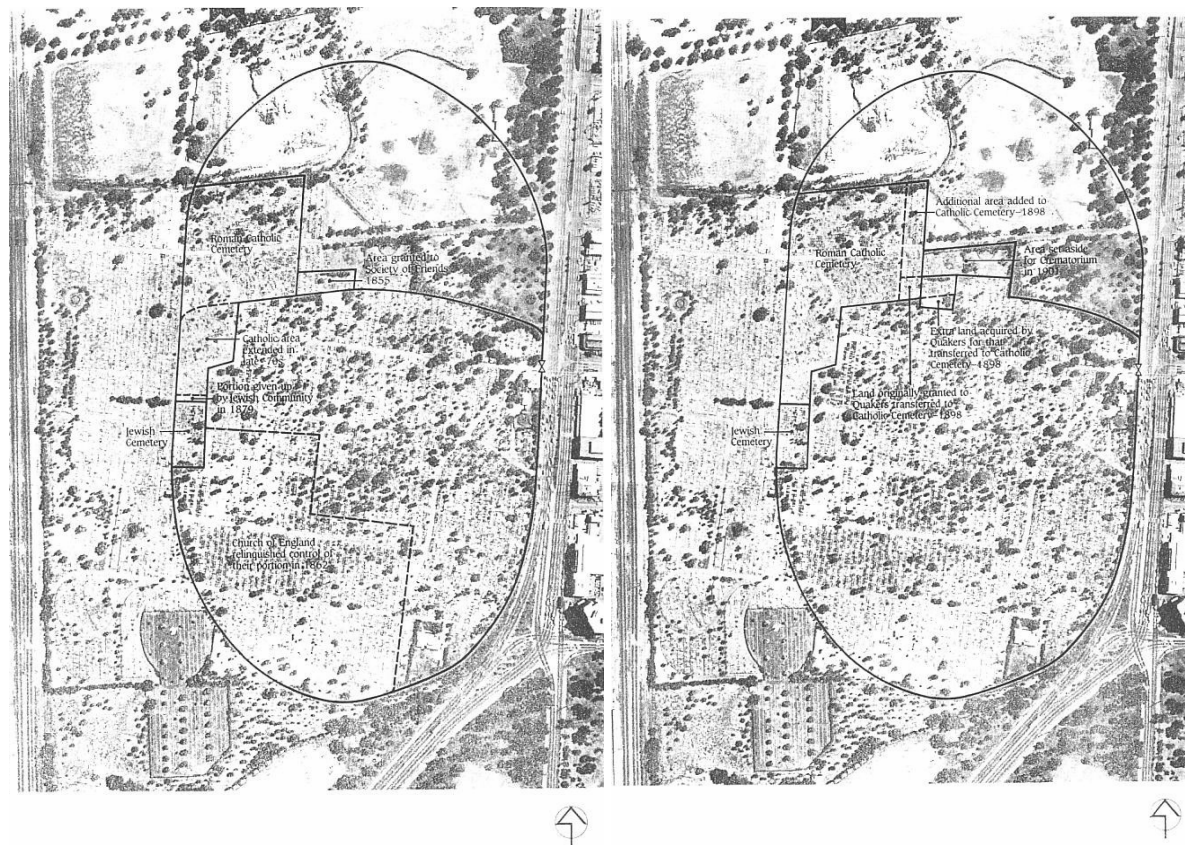 Roman Catholic
Cemetery
Area granted to
Society of Friends
1855
Catholic area
Extended in
late 70s
Portion given up
by Jewish Community
in 1879
Jewish
Cemetery
Church of England
relinquished control of
their portion in 1862
Additional area added to
Catholic Cemetery–1898
Roman Catholic
Cemetery
Area set aside
for Crematorium
in 1901
Extra land acquired by
Quakers for that
transferred to Catholic
Cemetery–1898
Land originally granted to
Quakers transferred to
Catholic Cemetery–1898
Jewish
Cemetery